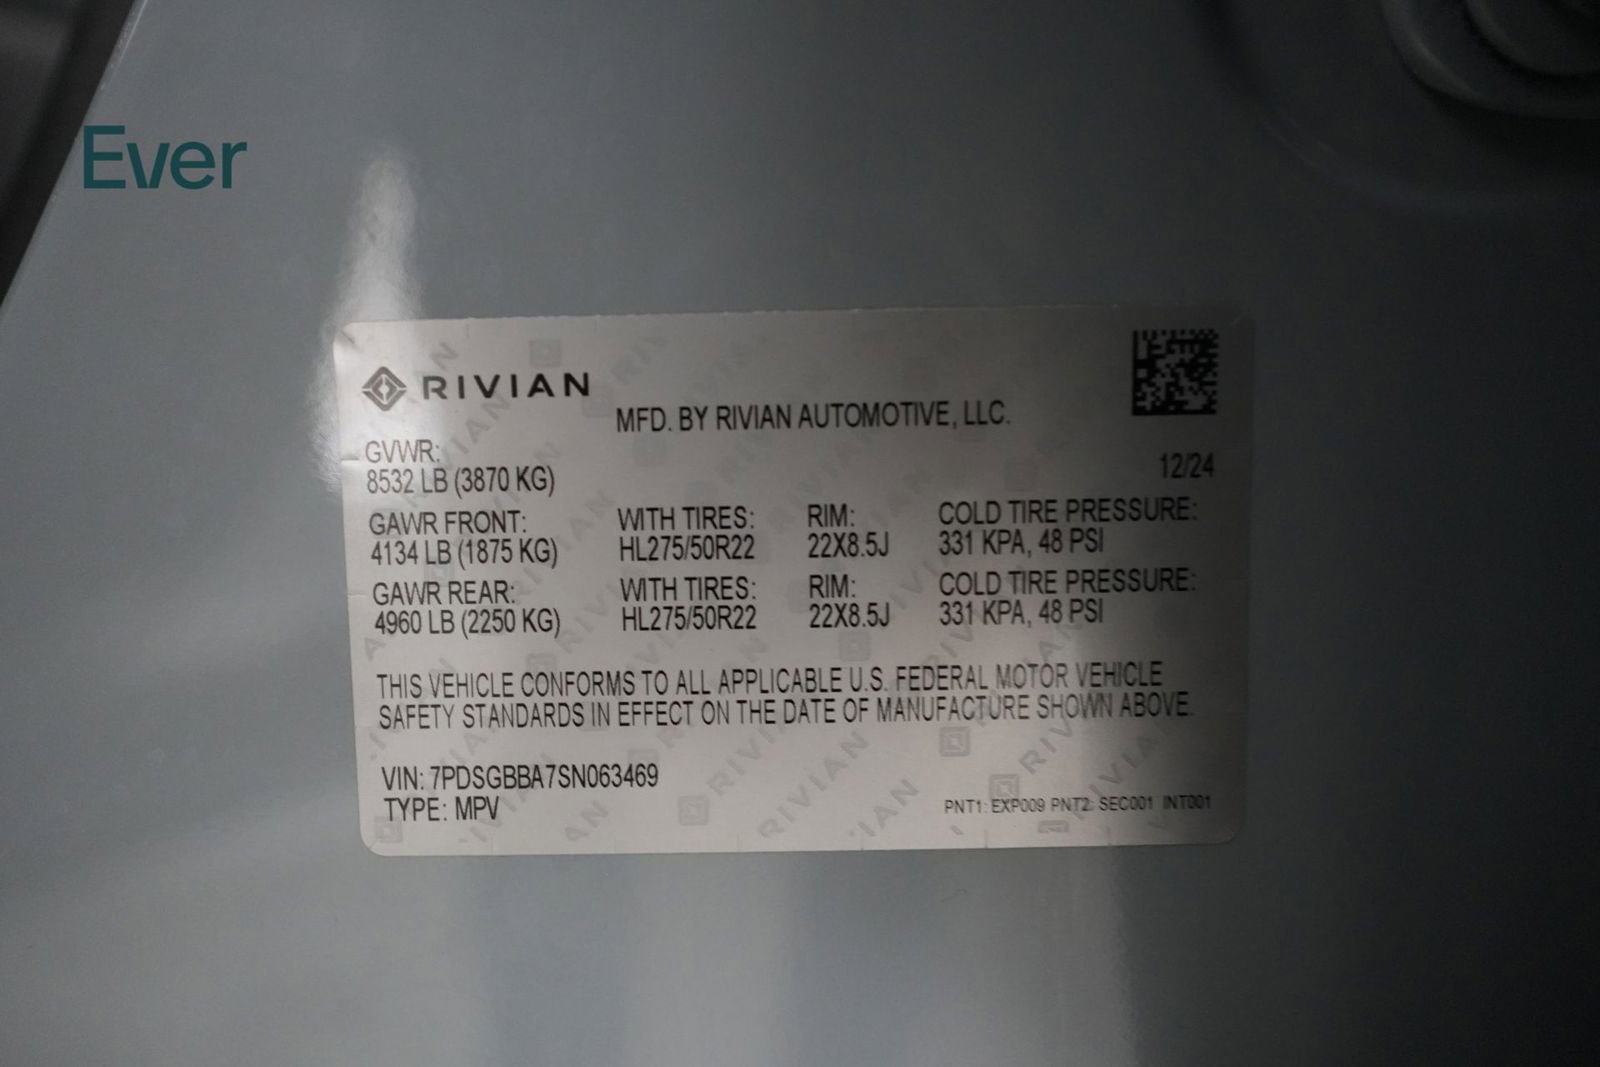 Ever
RIVIAN
MFD. BY RIVIAN AUTOMOTIVE, LLC.
GVWR:
8532 LB (3870 KG)
12/24
GAWR FRONT: WITH TIRES: RIM: COLD TIRE PRESSURE:
4134 LB (1875 KG) HL275/50R22 22X8.5J 331 KPA, 48 PSI
GAWR REAR: WITH TIRES: RIM: COLD TIRE PRESSURE:
4960 LB (2250 KG) HL275/50R22 22X8.5J 331 KPA, 48 PSI
THIS VEHICLE CONFORMS TO ALL APPLICABLE U.S. FEDERAL MOTOR VEHICLE
SAFETY STANDARDS IN EFFECT ON THE DATE OF MANUFACTURE SHOWN ABOVE.
VIN: 7PDSGBBA7SN063469
TYPE: MPV
PNT1: EXP009 PNT2: SEC001 INT001